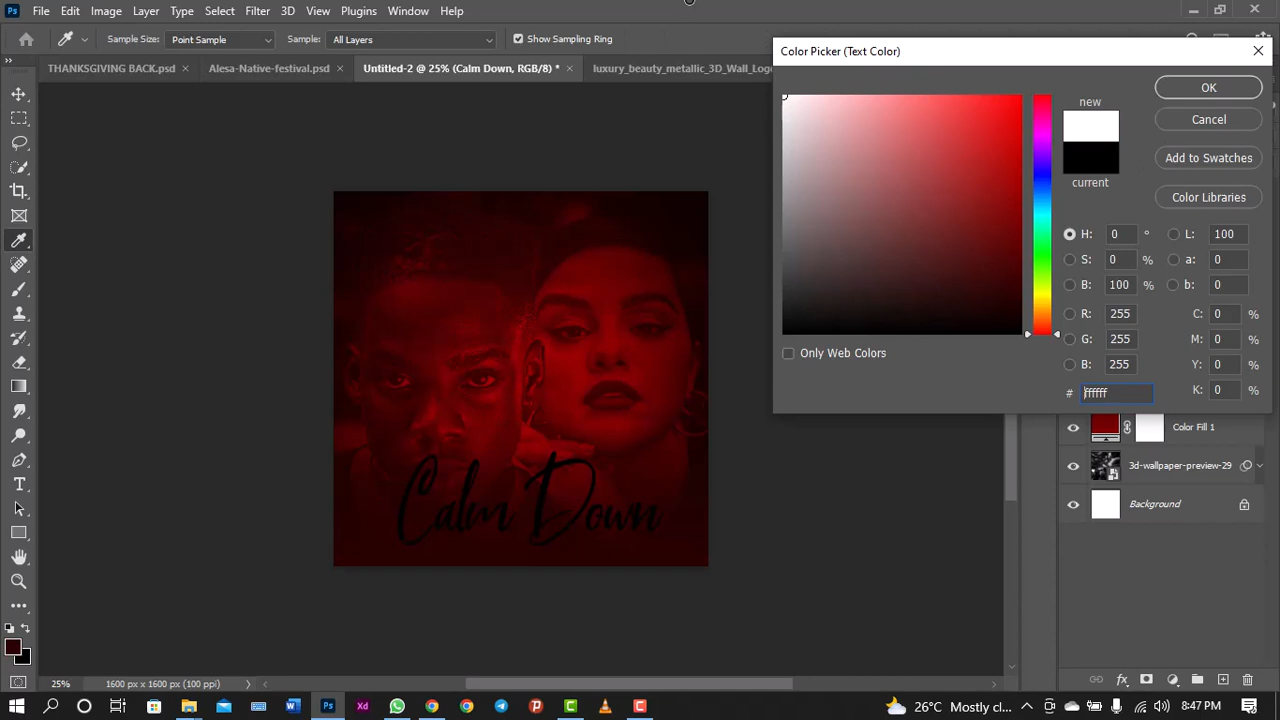 Ps File Edit Image Layer Type Select Filter 3D View Plugins Window Help
Sample Size: Point Sample Sample: All Layers Show Sampling Ring
THANKSGIVING BACK.psd × Alesa-Native-festival.psd × Untitled-2 @ 25% (Calm Down, RGB/8) * × luxury_beauty_metallic_3D_Wall_Logo
Color Picker (Text Color)
new
current
OK
Cancel
Add to Swatches
Color Libraries
H: 0 ° L: 100
S: 0 % a: 0
B: 100 % b: 0
R: 255 C: 0 %
G: 255 M: 0 %
B: 255 Y: 0 %
# ffffff K: 0 %
Only Web Colors
Color Fill 1
3d-wallpaper-preview-29
Background
Calm Down
25% 1600 px x 1600 px (100 ppi)
26°C Mostly cl... 8:47 PM